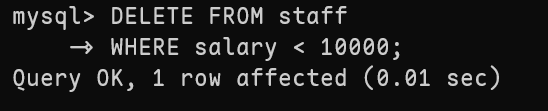 mysql> DELETE FROM staff
    -> WHERE salary < 10000;
Query OK, 1 row affected (0.01 sec)